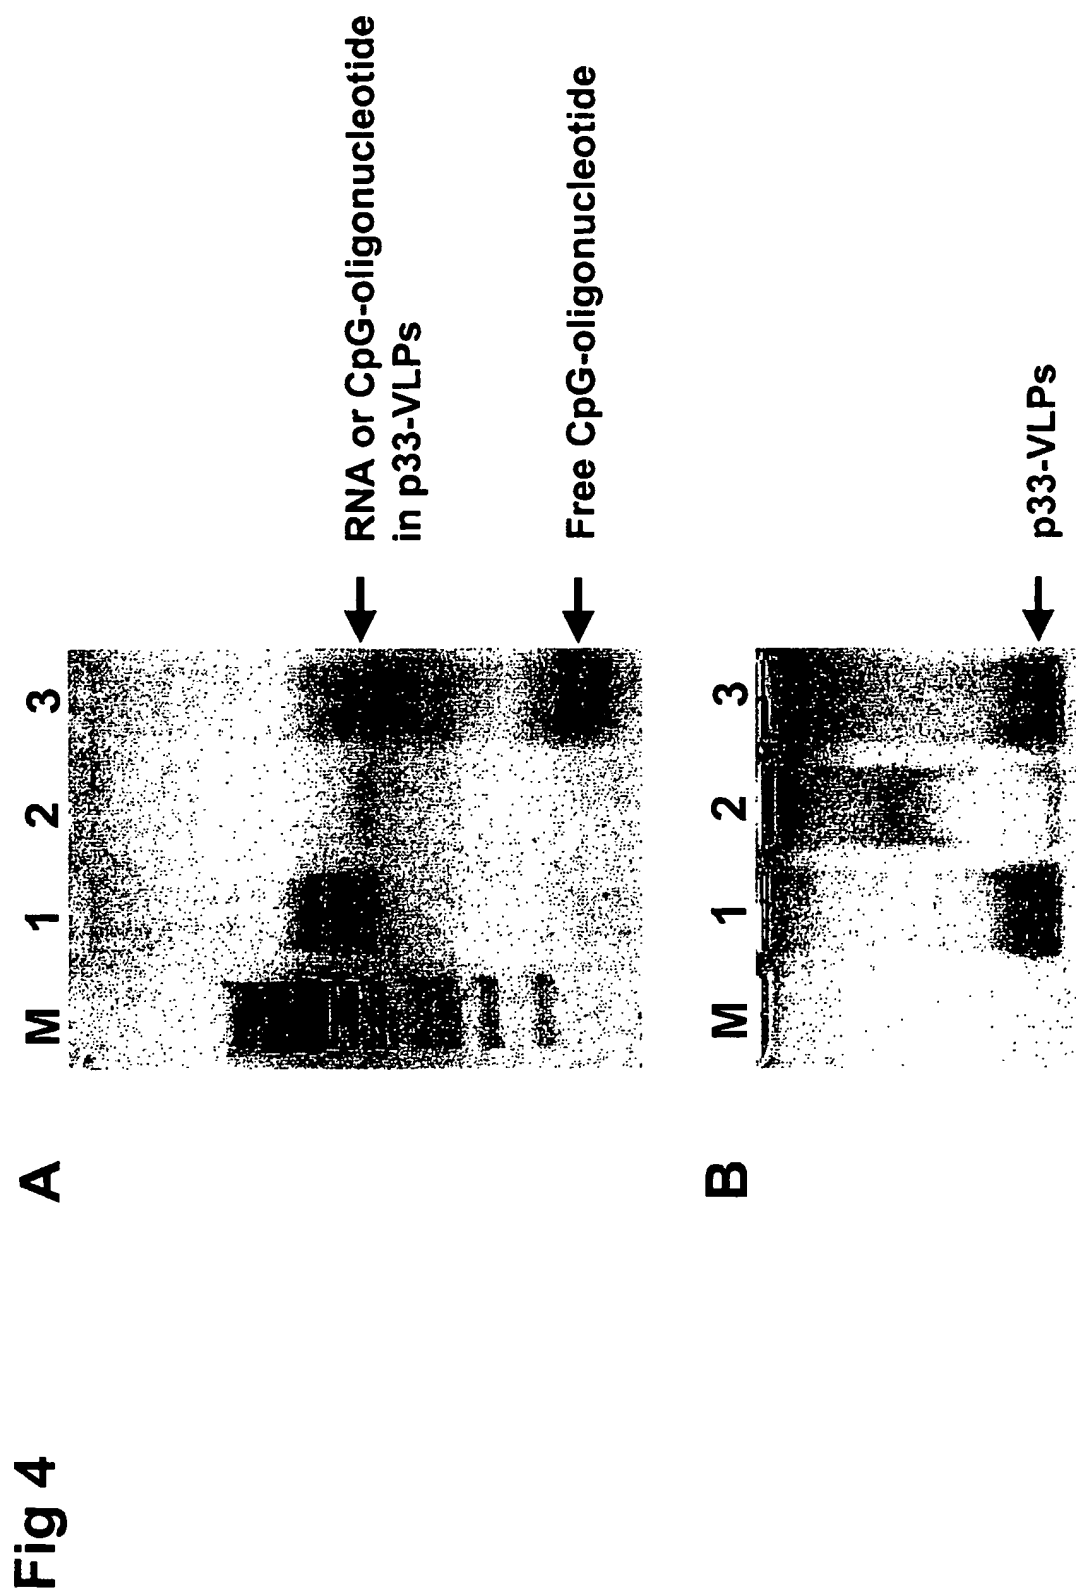 Fig 4
A
M 1 2 3
RNA or CpG-oligonucleotide
in p33-VLPs
Free CpG-oligonucleotide
B
M 1 2 3
p33-VLPs